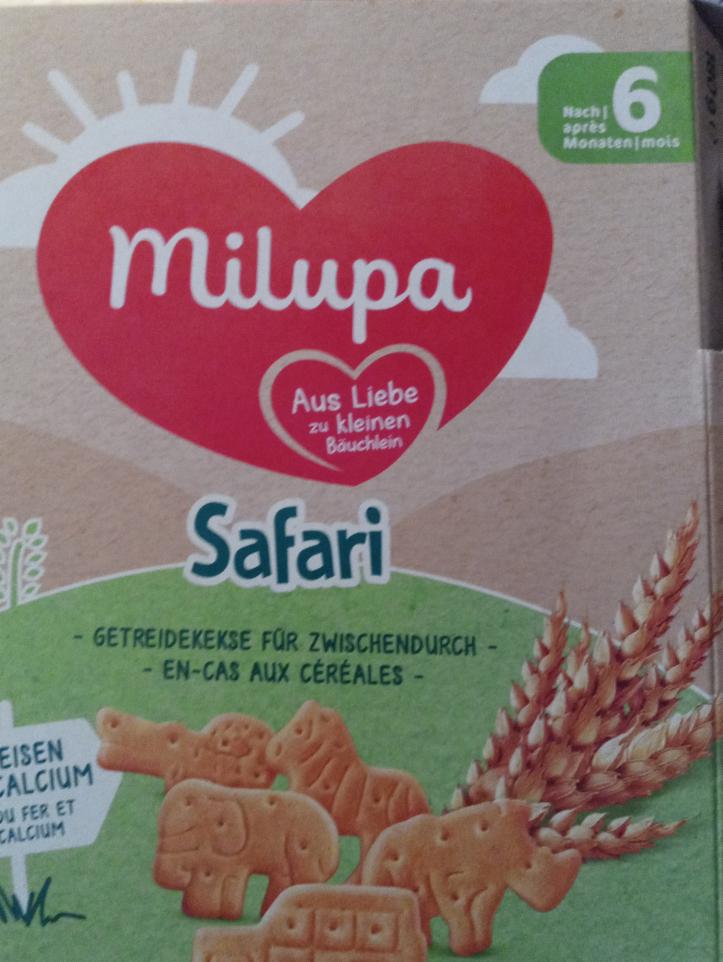 Nach|
après
6
Monaten|mois
Milupa
Aus Liebe
zu kleinen
Bäuchlein
Safari
- GETREIDEKEKSE FÜR ZWISCHENDURCH -
- EN-CAS AUX CÉRÉALES -
EISEN
CALCIUM
DU FER ET
CALCIUM